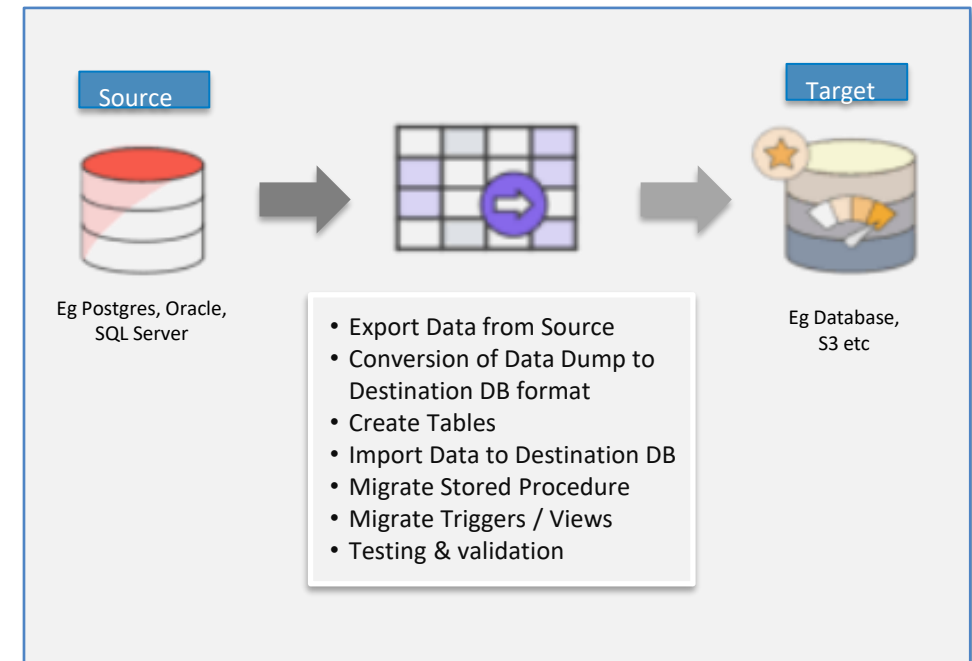 Source
Target
Eg Postgres, Oracle,
SQL Server
Eg Database,
S3 etc
• Export Data from Source
• Conversion of Data Dump to
Destination DB format
• Create Tables
• Import Data to Destination DB
• Migrate Stored Procedure
• Migrate Triggers / Views
• Testing & validation